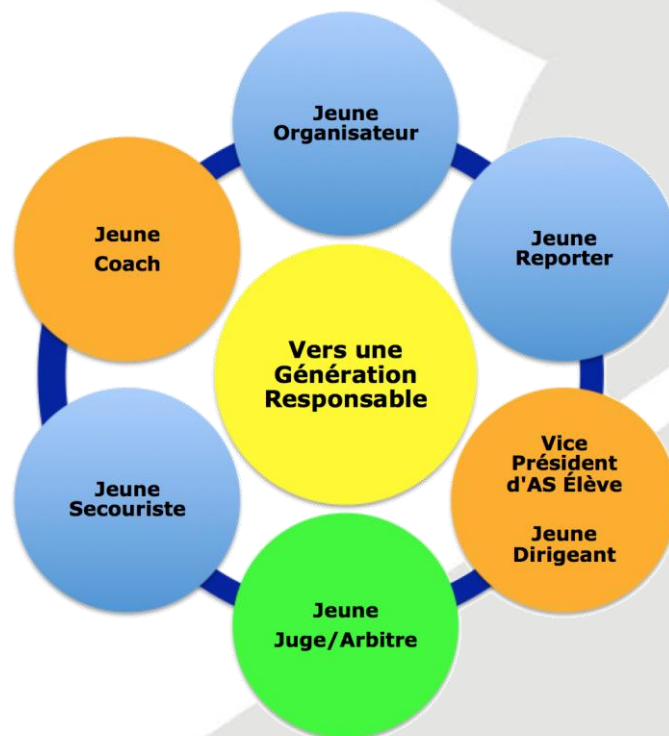 Jeune
Organisateur
Jeune
Reporter
Vice
Président
d'AS Élève
Jeune
Dirigeant
Jeune
Juge/Arbitre
Jeune
Secouriste
Jeune
Coach
Vers une
Génération
Responsable